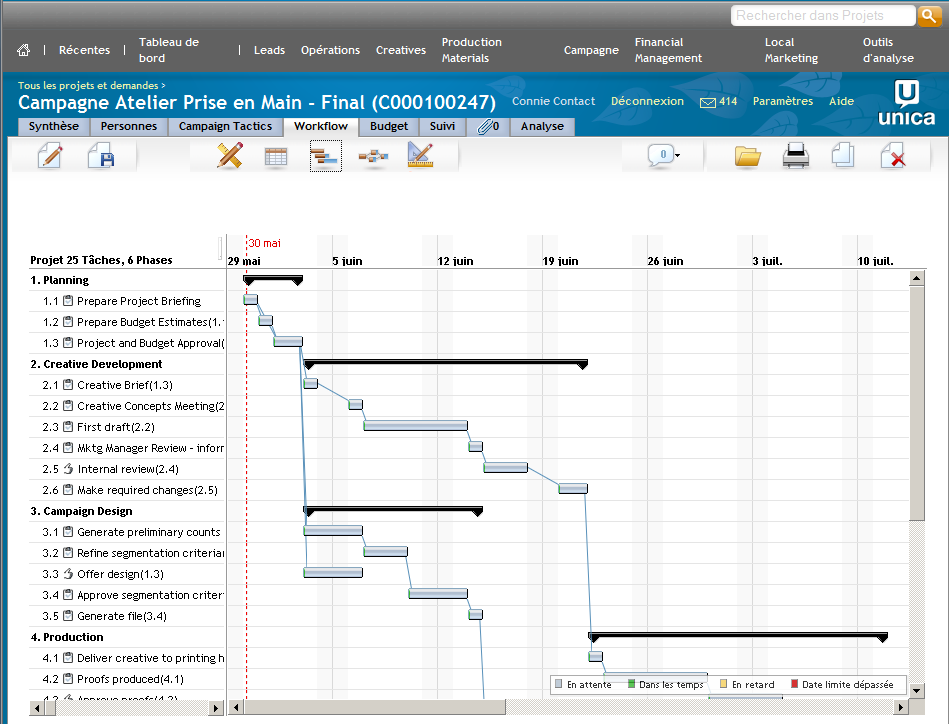 Rechercher dans Projets
Récentes
Tableau de bord
Leads
Opérations
Creatives
Production Materials
Campagne
Financial Management
Local Marketing
Outils d'analyse
Tous les projets et demandes >
Campagne Atelier Prise en Main - Final (C000100247)
Connie Contact
Déconnexion
414
Paramètres
Aide
unica
Synthèse
Personnes
Campaign Tactics
Workflow
Budget
Suivi
0
Analyse
0
30 mai
Projet 25 Tâches, 6 Phases
29 mai
5 juin
12 juin
19 juin
26 juin
3 juil.
10 juil.
1. Planning
1.1 Prepare Project Briefing
1.2 Prepare Budget Estimates(1.
1.3 Project and Budget Approval(
2. Creative Development
2.1 Creative Brief(1.3)
2.2 Creative Concepts Meeting(2
2.3 First draft(2.2)
2.4 Mktg Manager Review - inforr
2.5 Internal review(2.4)
2.6 Make required changes(2.5)
3. Campaign Design
3.1 Generate preliminary counts
3.2 Refine segmentation criteria
3.3 Offer design(1.3)
3.4 Approve segmentation criter
3.5 Generate file(3.4)
4. Production
4.1 Deliver creative to printing h
4.2 Proofs produced(4.1)
4.3 Approve proofs(4.2)
En attente
Dans les temps
En retard
Date limite dépassée